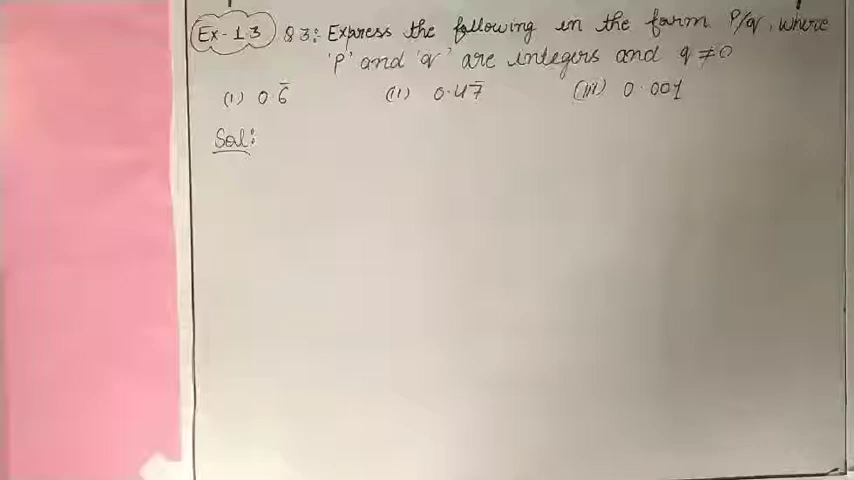 Ex-1.3 Q3: Express the following in the form P/q, where
'P' and 'q' are integers and q ≠ 0
(i) 0.6̅ (ii) 0.47̅ (iii) 0.001
Sol: